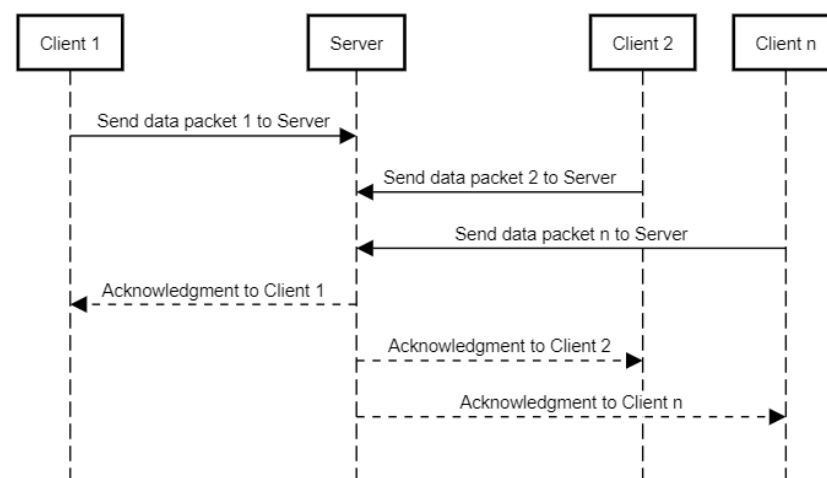 Client 1
Server
Client 2
Client n
Send data packet 1 to Server
Send data packet 2 to Server
Send data packet n to Server
Acknowledgment to Client 1
Acknowledgment to Client 2
Acknowledgment to Client n